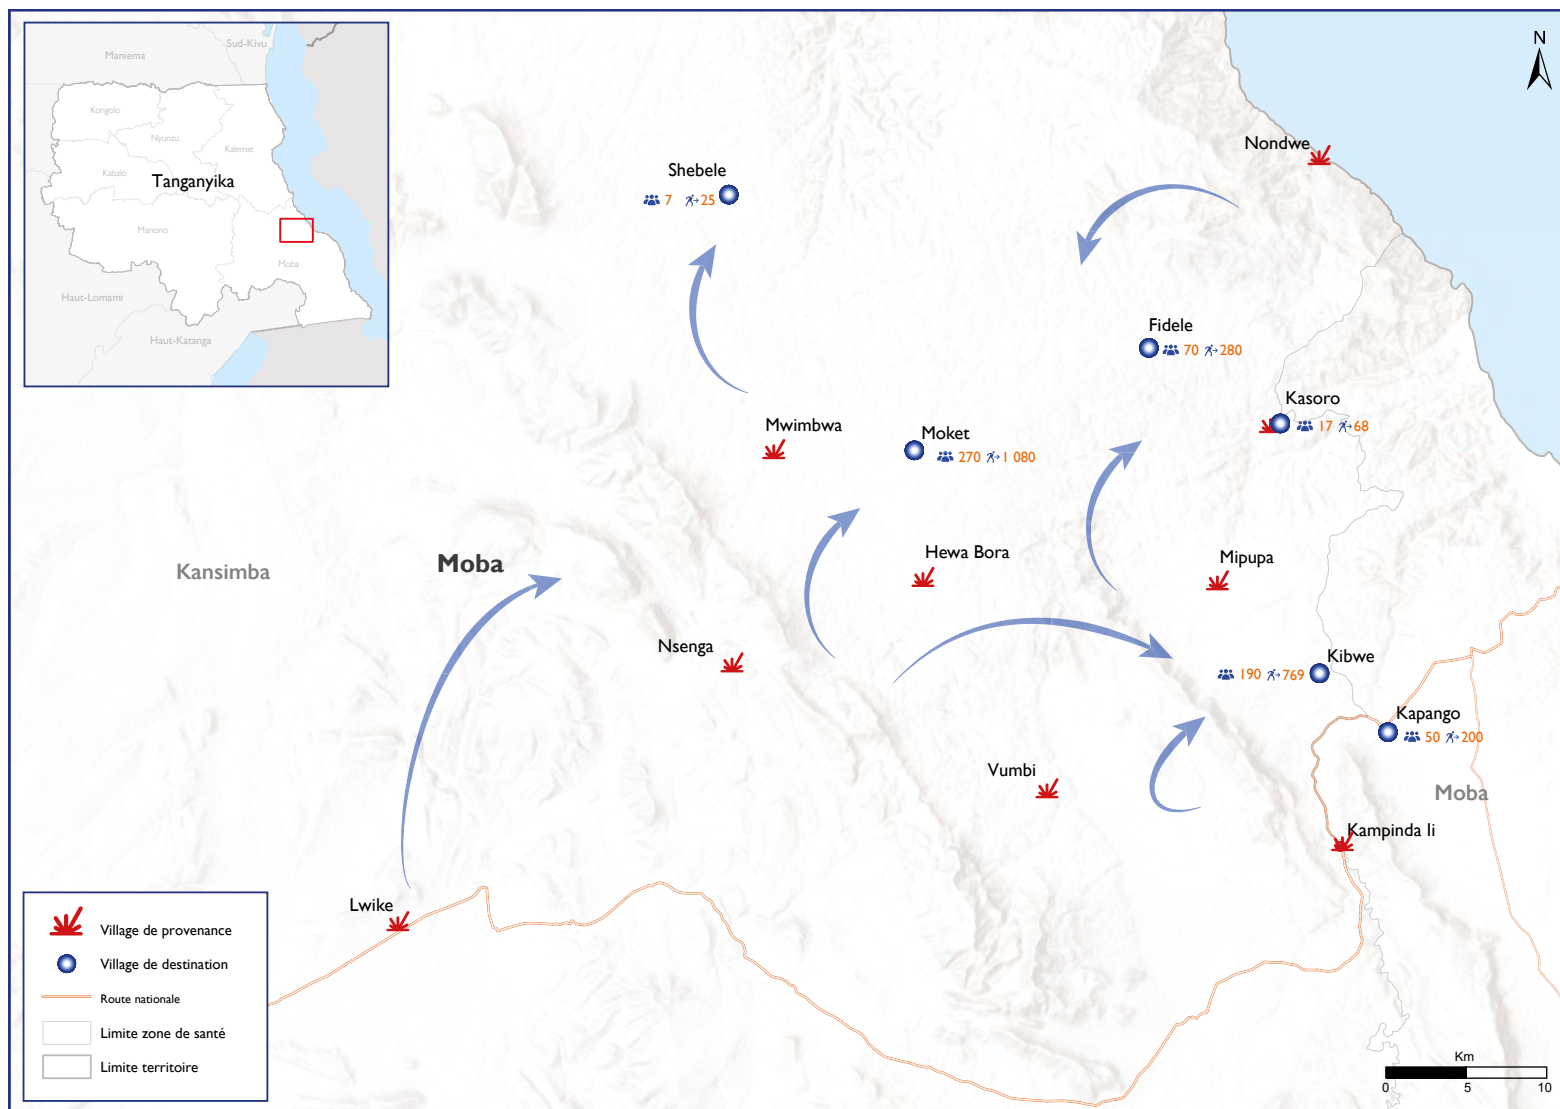 Sud-Kivu
Maniema
Kongolo
Nyunzu
Kalemie
Kabalo
Tanganyika
Manono
Moba
Haut-Lomami
Haut-Katanga
N
Nondwe
Shebele
7 25
Fidele
70 280
Kasoro
17 68
Mwimbwa
Moket
270 1 080
Hewa Bora
Mipupa
Moba
Kansimba
Nsenga
Kibwe
190 769
Kapango
50 200
Vumbi
Moba
Kampinda Ii
Lwike
Village de provenance
Village de destination
Route nationale
Limite zone de santé
Limite territoire
Km
0 5 10